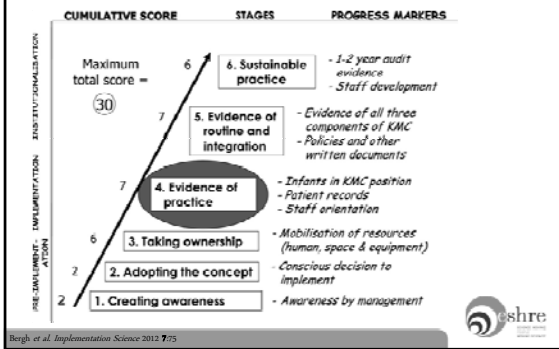 CUMULATIVE SCORE STAGES PROGRESS MARKERS
INSTITUTIONALISATION
IMPLEMENTATION
PRE-IMPLEMENT-
ATION
Maximum
total score =
30
6
6. Sustainable
practice
- 1-2 year audit
evidence
- Staff development
7
5. Evidence of
routine and
integration
- Evidence of all three
components of KMC
- Policies and other
written documents
7
4. Evidence of
practice
- Infants in KMC position
- Patient records
- Staff orientation
6
3. Taking ownership
- Mobilisation of resources
(human, space & equipment)
2
2. Adopting the concept
- Conscious decision to
implement
2
1. Creating awareness
- Awareness by management
eshre
Bergh et al. Implementation Science 2012 7:75